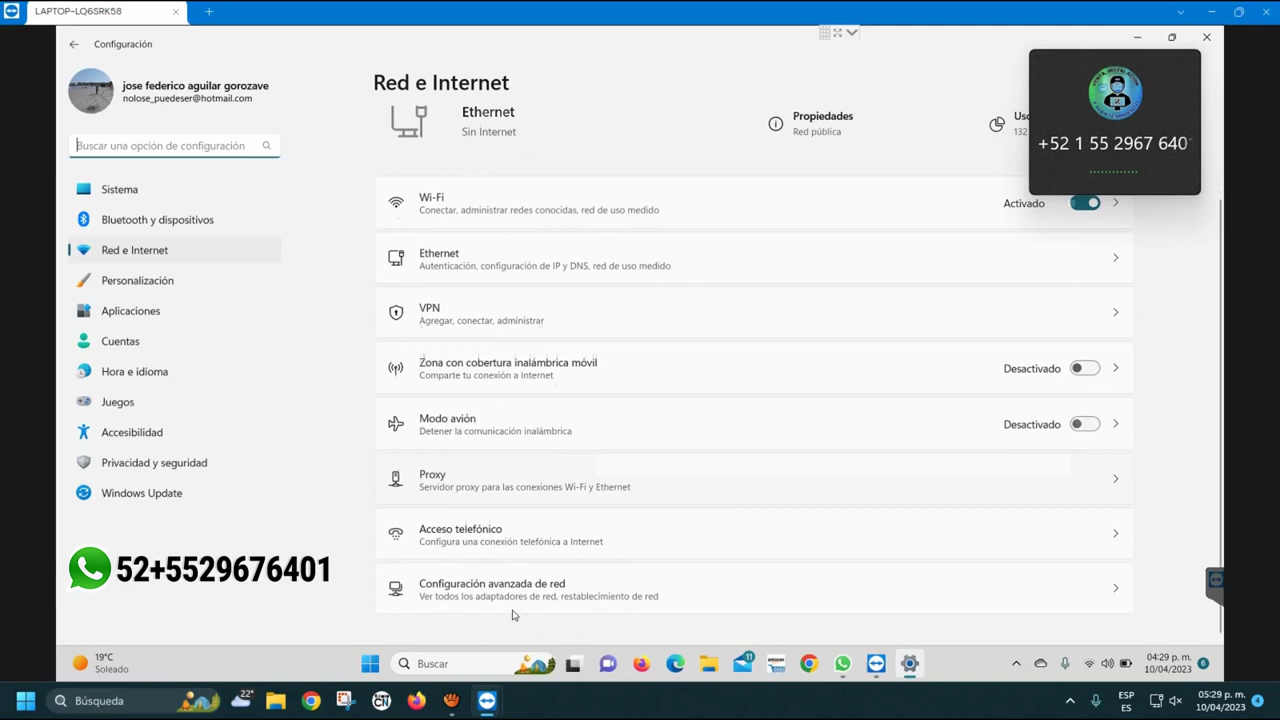 LAPTOP-LQ6SRK58
Configuración
jose federico aguilar gorozave
nolose_puedeser@hotmail.com
Buscar una opción de configuración
Sistema
Bluetooth y dispositivos
Red e Internet
Personalización
Aplicaciones
Cuentas
Hora e idioma
Juegos
Accesibilidad
Privacidad y seguridad
Windows Update
52+5529676401
Red e Internet
Ethernet
Sin Internet
Propiedades
Red pública
132
+52 1 55 2967 640
Wi-Fi
Conectar, administrar redes conocidas, red de uso medido
Activado
Ethernet
Autenticación, configuración de IP y DNS, red de uso medido
VPN
Agregar, conectar, administrar
Zona con cobertura inalámbrica móvil
Comparte tu conexión a Internet
Desactivado
Modo avión
Detener la comunicación inalámbrica
Desactivado
Proxy
Servidor proxy para las conexiones Wi-Fi y Ethernet
Acceso telefónico
Configura una conexión telefónica a Internet
Configuración avanzada de red
Ver todos los adaptadores de red, restablecimiento de red
19°C
Soleado
Buscar
11
04:29 p. m.
10/04/2023
6
Búsqueda
22°
ESP
ES
05:29 p. m.
10/04/2023
4